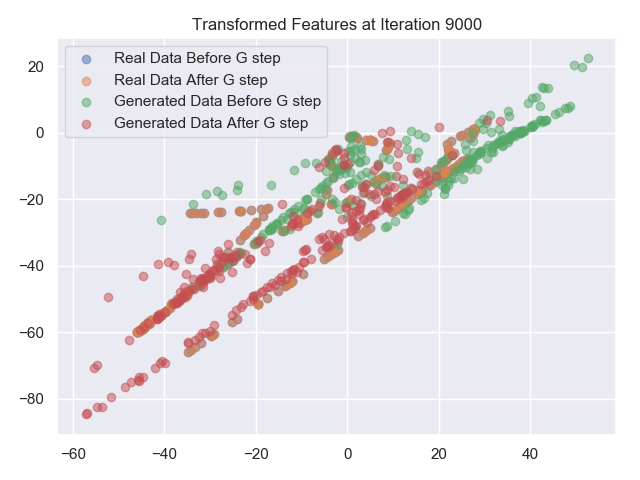 Transformed Features at Iteration 9000
Real Data Before G step
Real Data After G step
Generated Data Before G step
Generated Data After G step
20
0
−20
−40
−60
−80
−60 −40 −20 0 20 40